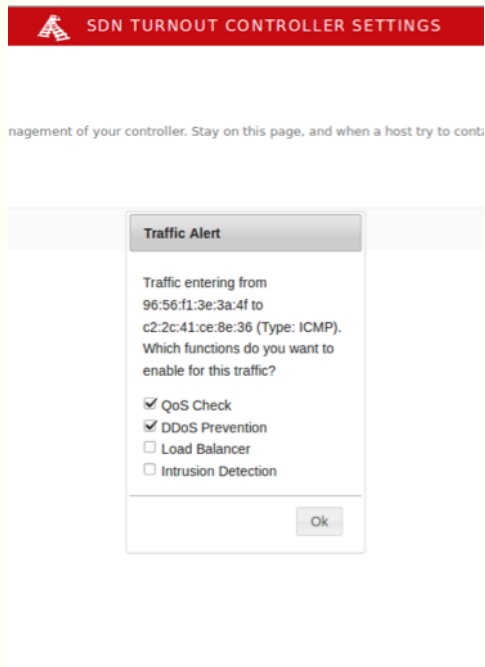 SDN TURNOUT CONTROLLER SETTINGS
nagement of your controller. Stay on this page, and when a host try to conta
Traffic Alert
Traffic entering from
96:56:f1:3e:3a:4f to
c2:2c:41:ce:8e:36 (Type: ICMP).
Which functions do you want to
enable for this traffic?
QoS Check
DDoS Prevention
Load Balancer
Intrusion Detection
Ok